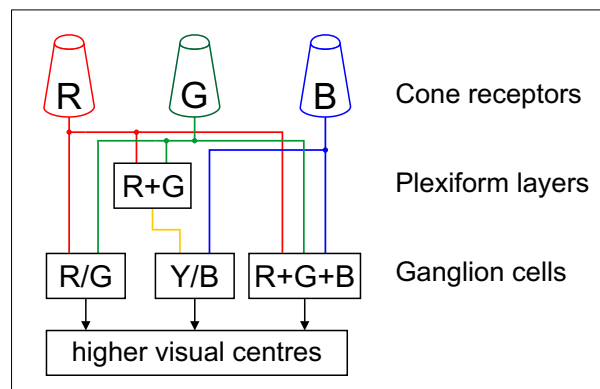 R G B Cone receptors
R+G Plexiform layers
R/G Y/B R+G+B Ganglion cells
higher visual centres